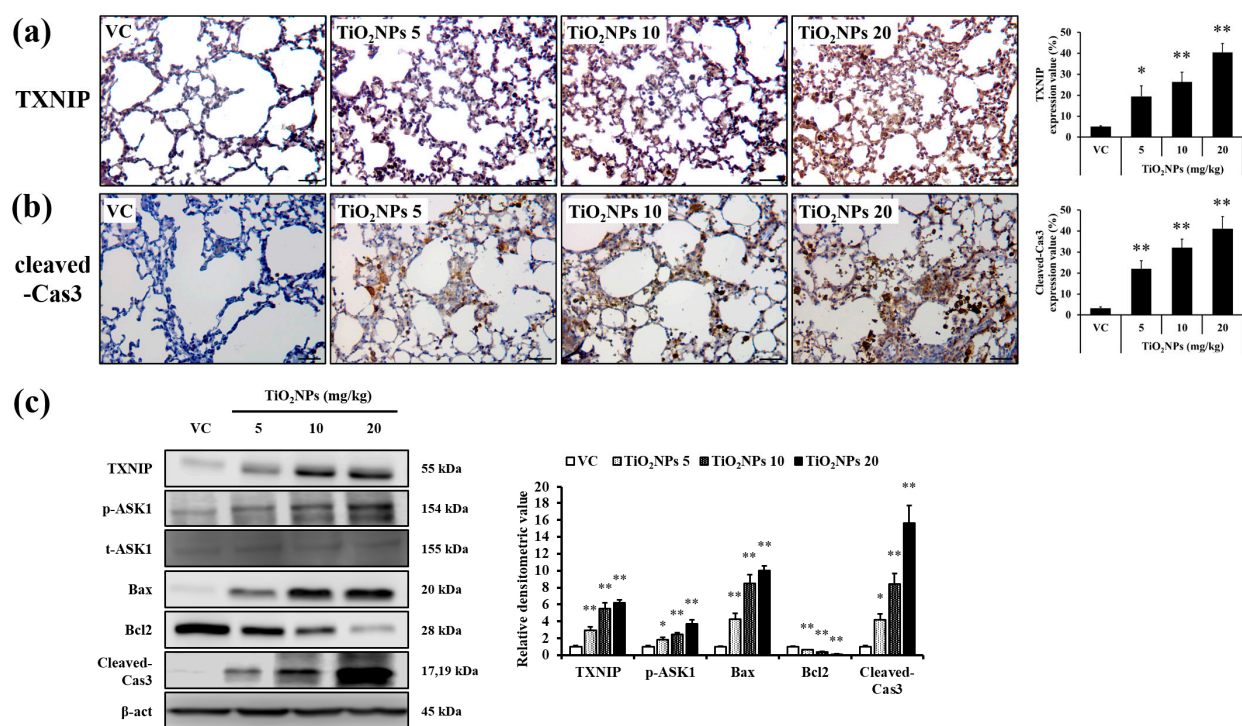 (a)
TXNIP
VC
TiO₂NPs 5
TiO₂NPs 10
TiO₂NPs 20
TXNIP
expression value (%)
50
40
30
20
10
0
*
**
**
VC
5
10
20
TiO₂NPs (mg/kg)
(b)
cleaved
-Cas3
VC
TiO₂NPs 5
TiO₂NPs 10
TiO₂NPs 20
Cleaved-Cas3
expression value (%)
50
40
30
20
10
0
**
**
**
VC
5
10
20
TiO₂NPs (mg/kg)
(c)
TiO₂NPs (mg/kg)
VC 5 10 20
TXNIP 55 kDa
p-ASK1 154 kDa
t-ASK1 155 kDa
Bax 20 kDa
Bcl2 28 kDa
Cleaved-
Cas3 17,19 kDa
β-act 45 kDa
VC TiO₂NPs 5 TiO₂NPs 10 TiO₂NPs 20
Relative densitometric value
20
18
16
14
12
10
8
6
4
2
0
** ** **
* ** **
** ** **
** ** **
* ** **
TXNIP p-ASK1 Bax Bcl2 Cleaved-
Cas3